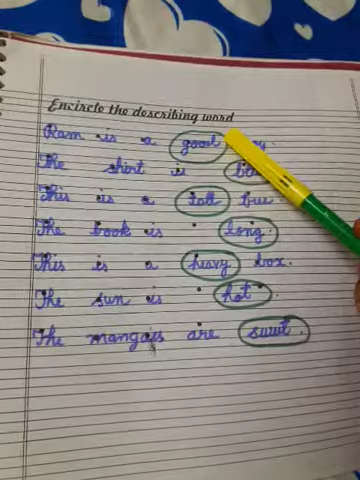 Encircle the describing word
Ram is a good
The shirt is
This is a tall
The book is long.
This is a heavy box.
The sun is hot.
The mangoes are sweet.